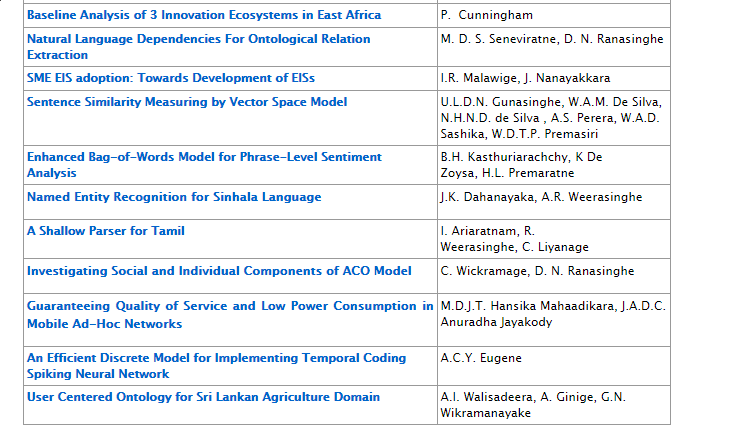 Baseline Analysis of 3 Innovation Ecosystems in East Africa
P.  Cunningham
Natural Language Dependencies For Ontological Relation
Extraction
M. D. S. Seneviratne, D. N. Ranasinghe
SME EIS adoption: Towards Development of EISs
I.R. Malawige, J. Nanayakkara
Sentence Similarity Measuring by Vector Space Model
U.L.D.N. Gunasinghe, W.A.M. De Silva,
N.H.N.D. de Silva , A.S. Perera, W.A.D.
Sashika, W.D.T.P. Premasiri
Enhanced Bag-of-Words Model for Phrase-Level Sentiment
Analysis
B.H. Kasthuriarachchy, K De
Zoysa, H.L. Premaratne
Named Entity Recognition for Sinhala Language
J.K. Dahanayaka, A.R. Weerasinghe
A Shallow Parser for Tamil
I. Ariaratnam, R.
Weerasinghe, C. Liyanage
Investigating Social and Individual Components of ACO Model
C. Wickramage, D. N. Ranasinghe
Guaranteeing Quality of Service and Low Power Consumption in
Mobile Ad-Hoc Networks
M.D.J.T. Hansika Mahaadikara, J.A.D.C.
Anuradha Jayakody
An Efficient Discrete Model for Implementing Temporal Coding
Spiking Neural Network
A.C.Y. Eugene
User Centered Ontology for Sri Lankan Agriculture Domain
A.I. Walisadeera, A. Ginige, G.N.
Wikramanayake